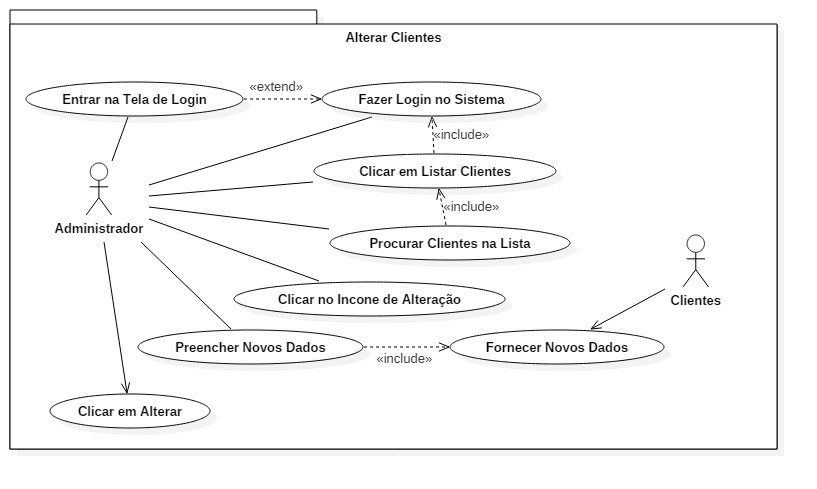 Alterar Clientes
«extend»
Entrar na Tela de Login
Fazer Login no Sistema
«include»
Clicar em Listar Clientes
«include»
Administrador
Procurar Clientes na Lista
Clicar no Incone de Alteração
Clientes
Preencher Novos Dados
«include»
Fornecer Novos Dados
Clicar em Alterar